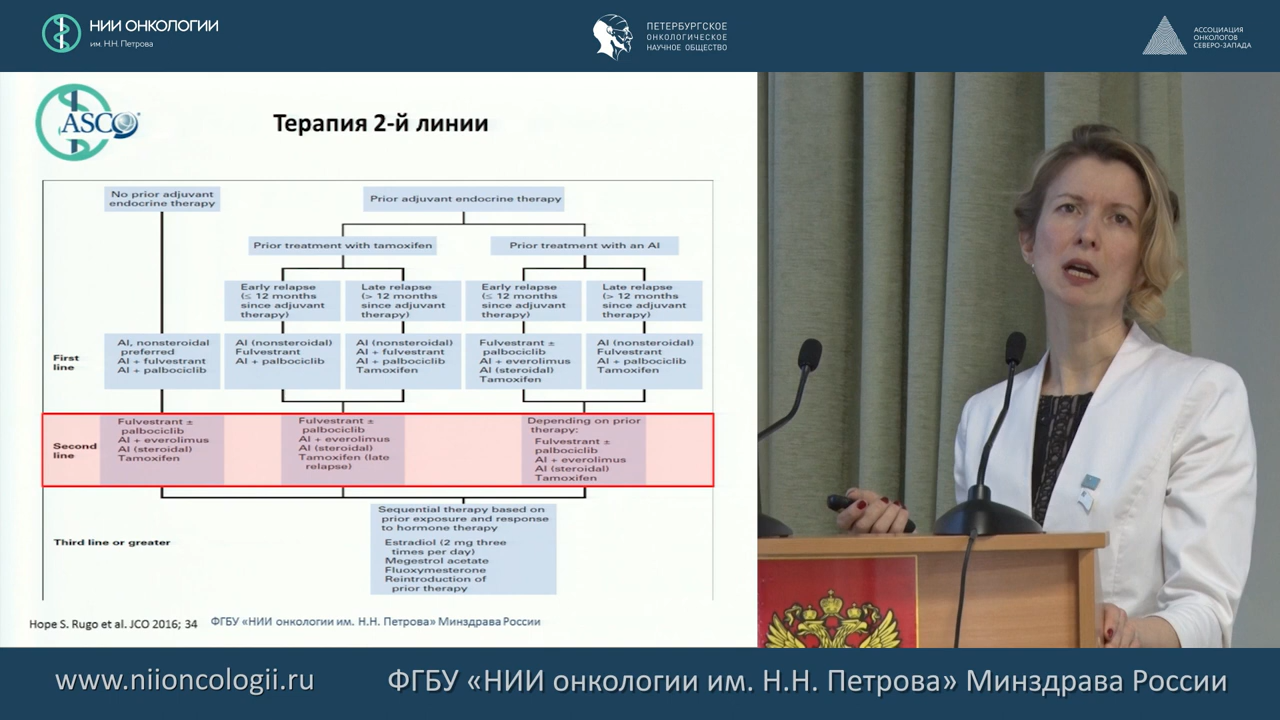 НИИ ОНКОЛОГИИ
им. Н.Н. Петрова
ПЕТЕРБУРГСКОЕ
ОНКОЛОГИЧЕСКОЕ
НАУЧНОЕ ОБЩЕСТВО
АССОЦИАЦИЯ
ОНКОЛОГОВ
СЕВЕРО-ЗАПАДА
ASCO
Терапия 2-й линии
No prior adjuvant
endocrine therapy
Prior adjuvant endocrine therapy
Prior treatment with tamoxifen
Prior treatment with an AI
Early relapse
(≤ 12 months
since adjuvant
therapy)
Late relapse
(> 12 months
since adjuvant
therapy)
Early relapse
(≤ 12 months
since adjuvant
therapy)
Late relapse
(> 12 months
since adjuvant
therapy)
First
line
AI, nonsteroidal
preferred
AI + fulvestrant
AI + palbociclib
AI (nonsteroidal)
Fulvestrant
AI + palbociclib
AI (nonsteroidal)
AI + fulvestrant
AI + palbociclib
Tamoxifen
Fulvestrant ±
palbociclib
AI + everolimus
AI (steroidal)
Tamoxifen
AI (nonsteroidal)
Fulvestrant
AI + palbociclib
Tamoxifen
Second
line
Fulvestrant ±
palbociclib
AI + everolimus
AI (steroidal)
Tamoxifen
Fulvestrant ±
palbociclib
AI + everolimus
AI (steroidal)
Tamoxifen (late
relapse)
Depending on prior
therapy:
Fulvestrant ±
palbociclib
AI + everolimus
AI (steroidal)
Tamoxifen
Third line or greater
Sequential therapy based on
prior exposure and response
to hormone therapy
Estradiol (2 mg three
times per day)
Megestrol acetate
Fluoxymesterone
Reintroduction of
prior therapy
Hope S. Rugo et al. JCO 2016; 34
ФГБУ «НИИ онкологии им. Н.Н. Петрова» Минздрава России
www.niioncologii.ru
ФГБУ «НИИ онкологии им. Н.Н. Петрова» Минздрава России